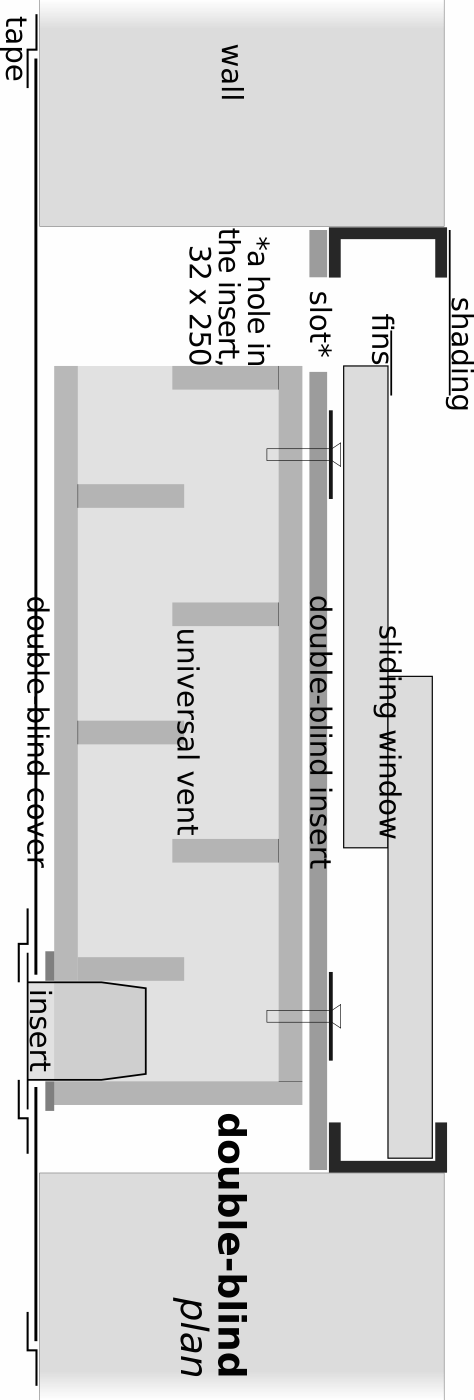 shading
fins
tape
wall
*a hole in
the insert,
32 x 250
slot*
sliding window
double-blind insert
universal vent
double-blind cover
insert
double-blind
plan